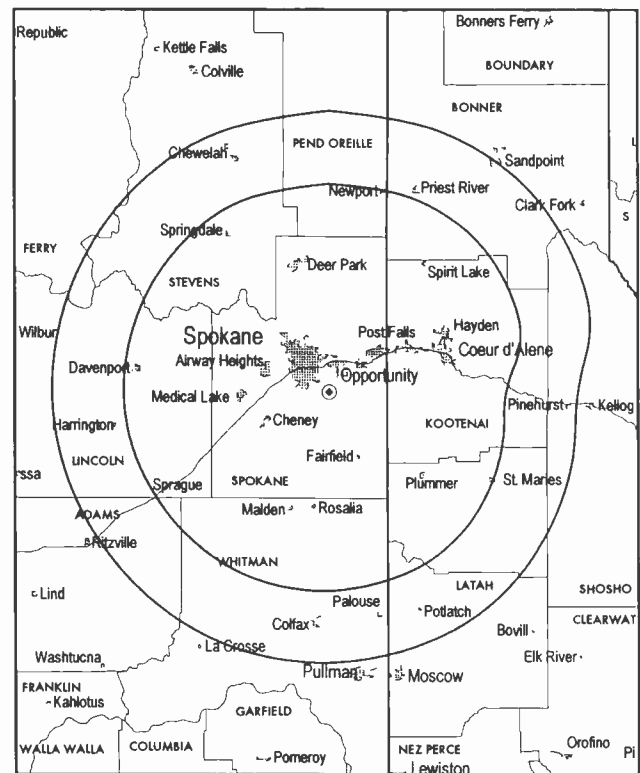 Republic
Bonners Ferry
Kettle Falls
Colville
BOUNDARY
BONNER
Chewelah
PEND OREILLE
Sandpoint
Newport
Priest River
Clark Fork
S
Springdale
FERRY
Deer Park
Spirit Lake
STEVENS
Wilbur
Spokane
Post Falls
Hayden
Coeur d'Alene
Davenport
Airway Heights
Opportunity
Medical Lake
Pinehurst
Kellog
Harrington
Cheney
KOOTENAI
LINCOLN
Fairfield
rssa
Sprague
SPOKANE
Plummer
St. Maries
ADAMS
Malden
Rosalia
Ritzville
WHITMAN
Lind
LATAH
SHOSHO
Palouse
Potlatch
CLEARWAT
Colfax
Bovill
La Crosse
Washtucna
Elk River
Pullman
Moscow
FRANKLIN
Kahlotus
GARFIELD
WALLA WALLA
COLUMBIA
Pomeroy
NEZ PERCE
Orofino
Pi
Lewiston